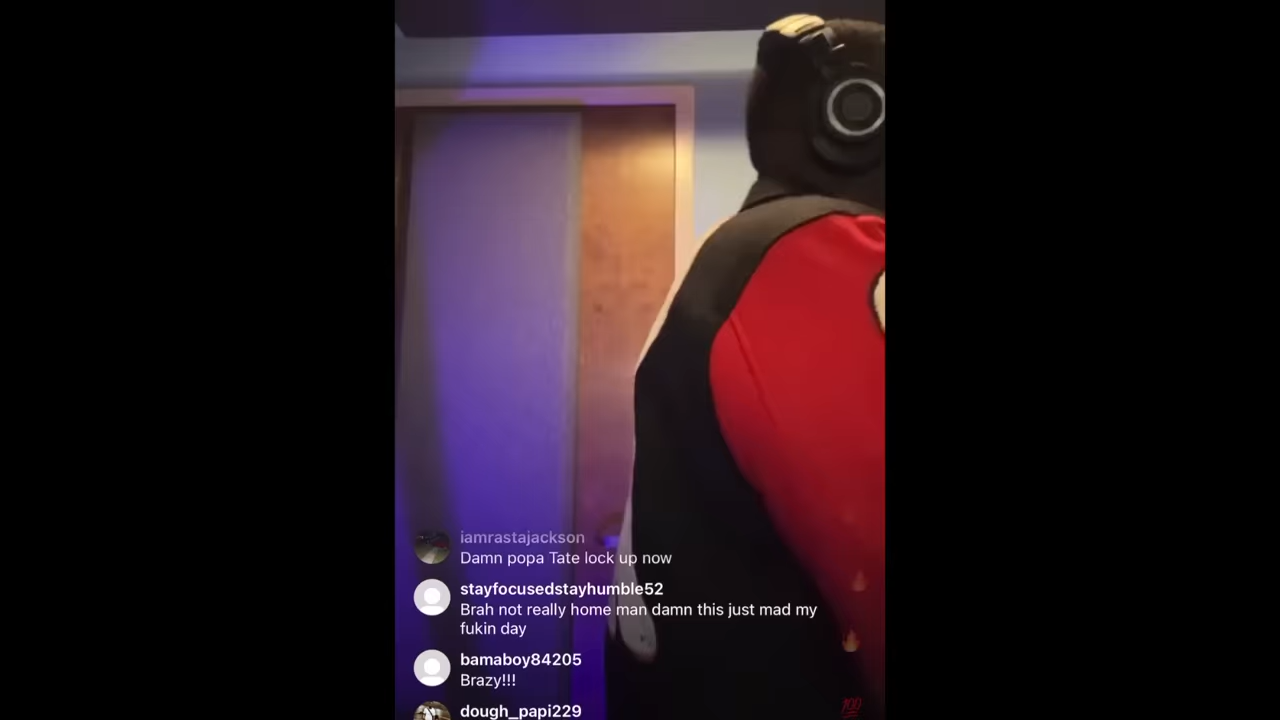 iamrastajackson
Damn popa Tate lock up now
stayfocusedstayhumble52
Brah not really home man damn this just mad my
fukin day
bamaboy84205
Brazy!!!
dough_papi229
100